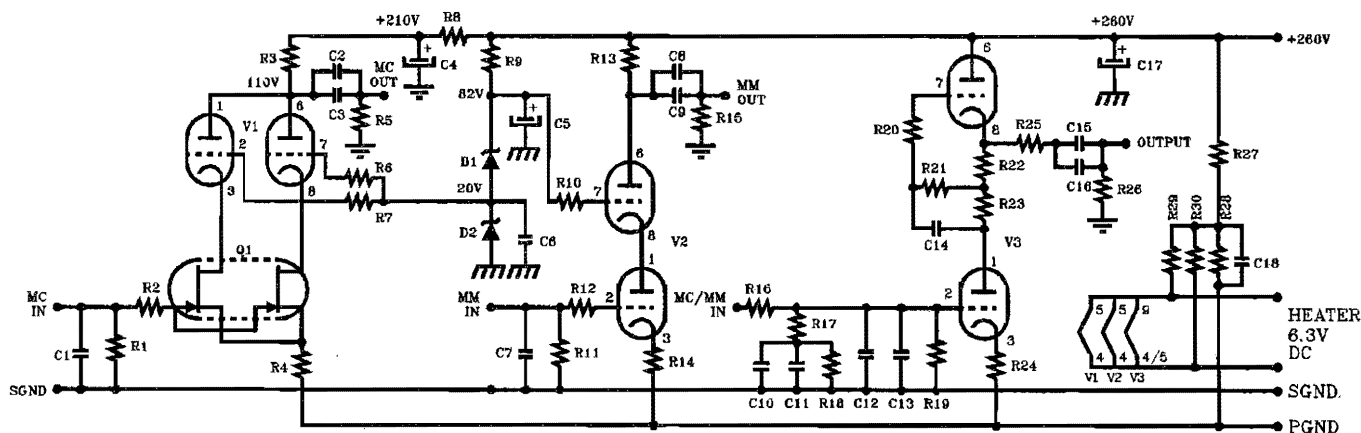 +210V
R8
+260V
R3
C4
R9
R13
C2
MC
OUT
C8
MM
OUT
6
C17
+260V
110V
C3
R5
82V
C5
C9
R15
7
1
6
V1
2
7
R6
R7
3
8
D1
20V
D2
C6
R10
7
6
8
V2
R20
8
R21
R22
R23
C14
V3
R25
C15
C16
OUTPUT
R26
R27
R29
R30
R28
C18
Q1
MC
IN
R2
C1
R1
R4
MM
IN
R12
2
1
3
C7
R11
R14
MC/MM
IN
R16
R17
C10
C11
R18
C12
C13
R19
2
1
3
R24
5
5
9
4
4
4/5
V1
V2
V3
HEATER
6.3V
DC
SGND
SGND
PGND